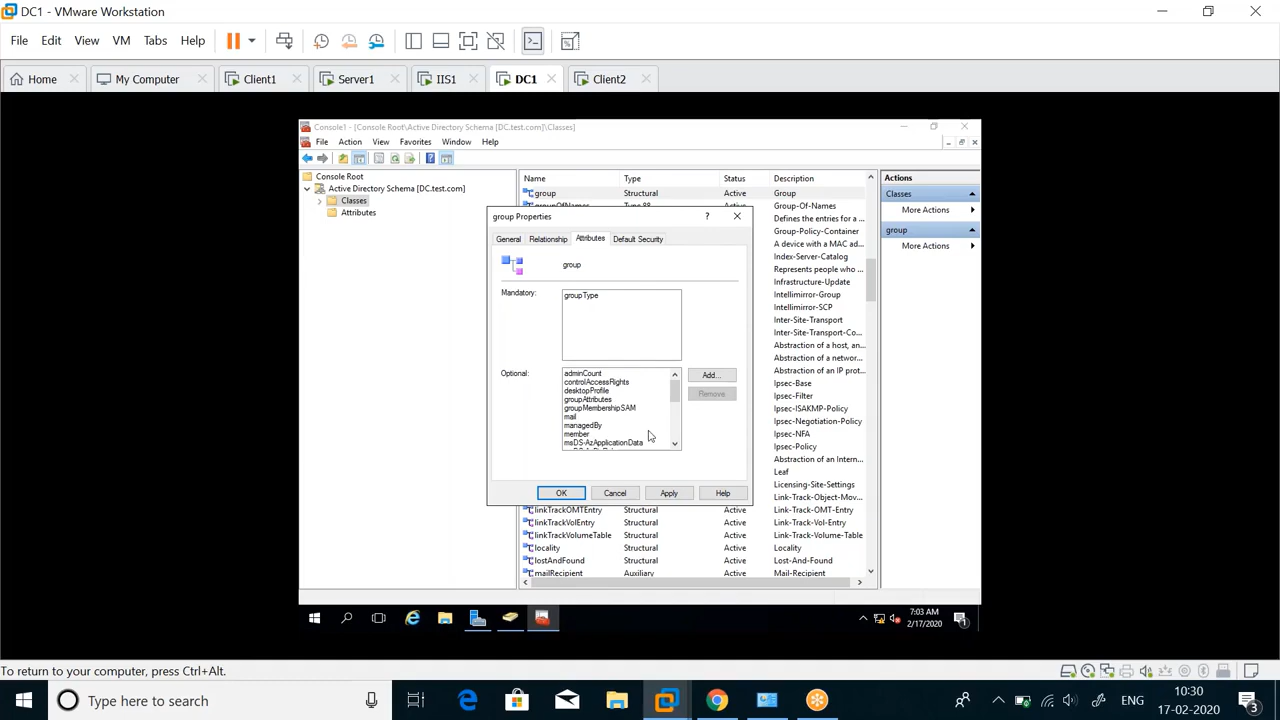 DC1 - VMware Workstation
File Edit View VM Tabs Help
Home My Computer Client1 Server1 IIS1 DC1 Client2
Console1 - [Console Root\Active Directory Schema [DC.test.com]\Classes]
File Action View Favorites Window Help
Console Root
Active Directory Schema [DC.test.com]
Classes
Attributes
Name Type Status Description
group Structural Active Group
groupOfNames Type 88 Active Group-Of-Names
Defines the entries for a ...
Group-Policy-Container
A device with a MAC ad...
Index-Server-Catalog
Represents people who ...
Infrastructure-Update
Intellimirror-Group
Intellimirror-SCP
Inter-Site-Transport
Inter-Site-Transport-Co...
Abstraction of a host, an...
Abstraction of a networ...
Abstraction of an IP prot...
Ipsec-Base
Ipsec-Filter
Ipsec-ISAKMP-Policy
Ipsec-Negotiation-Policy
Ipsec-NFA
Ipsec-Policy
Abstraction of an Intern...
Leaf
Licensing-Site-Settings
Link-Track-Object-Mov...
linkTrackOMTEntry Structural Active Link-Track-OMT-Entry
linkTrackVolEntry Structural Active Link-Track-Vol-Entry
linkTrackVolumeTable Structural Active Link-Track-Volume-Table
locality Structural Active Locality
lostAndFound Structural Active Lost-And-Found
mailRecipient Auxiliary Active Mail-Recipient
Actions
Classes
More Actions
group
More Actions
group Properties
General Relationship Attributes Default Security
group
Mandatory:
groupType
Optional:
adminCount
controlAccessRights
desktopProfile
groupAttributes
groupMembershipSAM
mail
managedBy
member
msDS-AzApplicationData
Add...
Remove
OK Cancel Apply Help
7:03 AM
2/17/2020
To return to your computer, press Ctrl+Alt.
Type here to search
ENG
10:30
17-02-2020
3